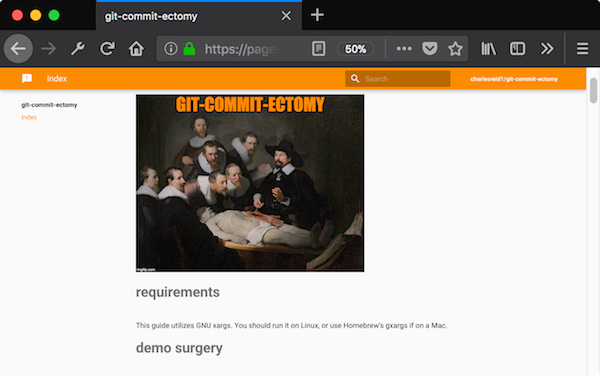 git-commit-ectomy
https://page
50%
Index
Search
charlesreid1/git-commit-ectomy
git-commit-ectomy
Index
GIT-COMMIT-ECTOMY
imgflip.com
requirements
This guide utilizes GNU xargs. You should run it on Linux, or use Homebrew's gxargs if on a Mac.
demo surgery